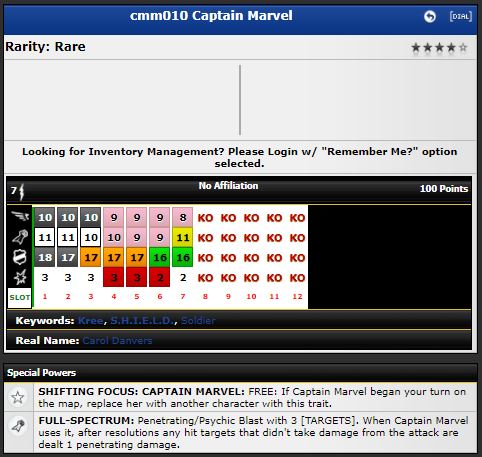 cmm010 Captain Marvel
[DIAL]
Rarity: Rare
Looking for Inventory Management? Please Login w/ "Remember Me?" option
selected.
7 No Affiliation 100 Points
10 10 10 9 9 9 8 KO KO KO KO KO
11 11 10 10 9 9 11 KO KO KO KO KO
18 17 17 17 17 16 16 KO KO KO KO KO
3 3 3 3 3 2 2 KO KO KO KO KO
SLOT 1 2 3 4 5 6 7 8 9 10 11 12
Keywords: Kree, S.H.I.E.L.D., Soldier
Real Name: Carol Danvers
Special Powers
SHIFTING FOCUS: CAPTAIN MARVEL: FREE: If Captain Marvel began your turn on
the map, replace her with another character with this trait.
FULL-SPECTRUM: Penetrating/Psychic Blast with 3 [TARGETS]. When Captain Marvel
uses it, after resolutions any hit targets that didn't take damage from the attack are
dealt 1 penetrating damage.